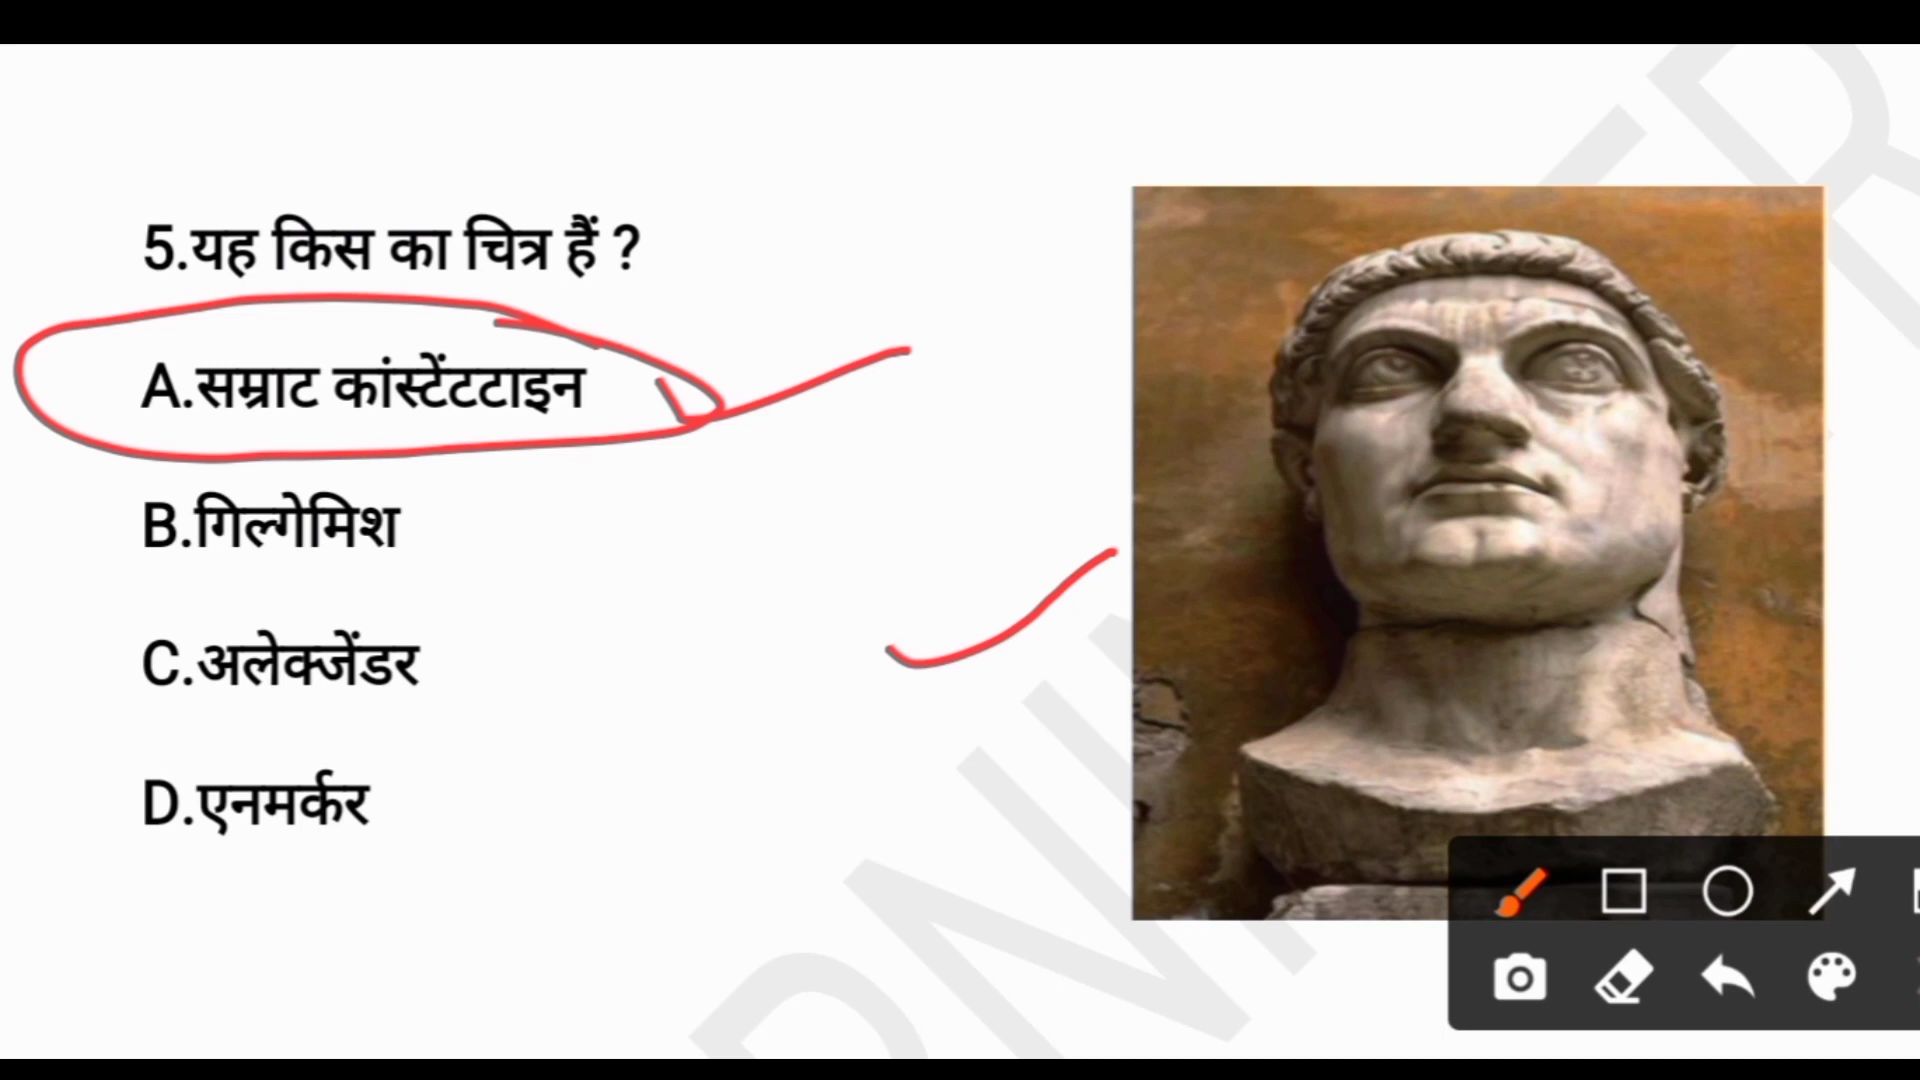 5.यह किस का चित्र हैं ?
A.सम्राट कांस्टेंटटाइन
B.गिल्गेमिश
C.अलेक्जेंडर
D.एनमर्कर